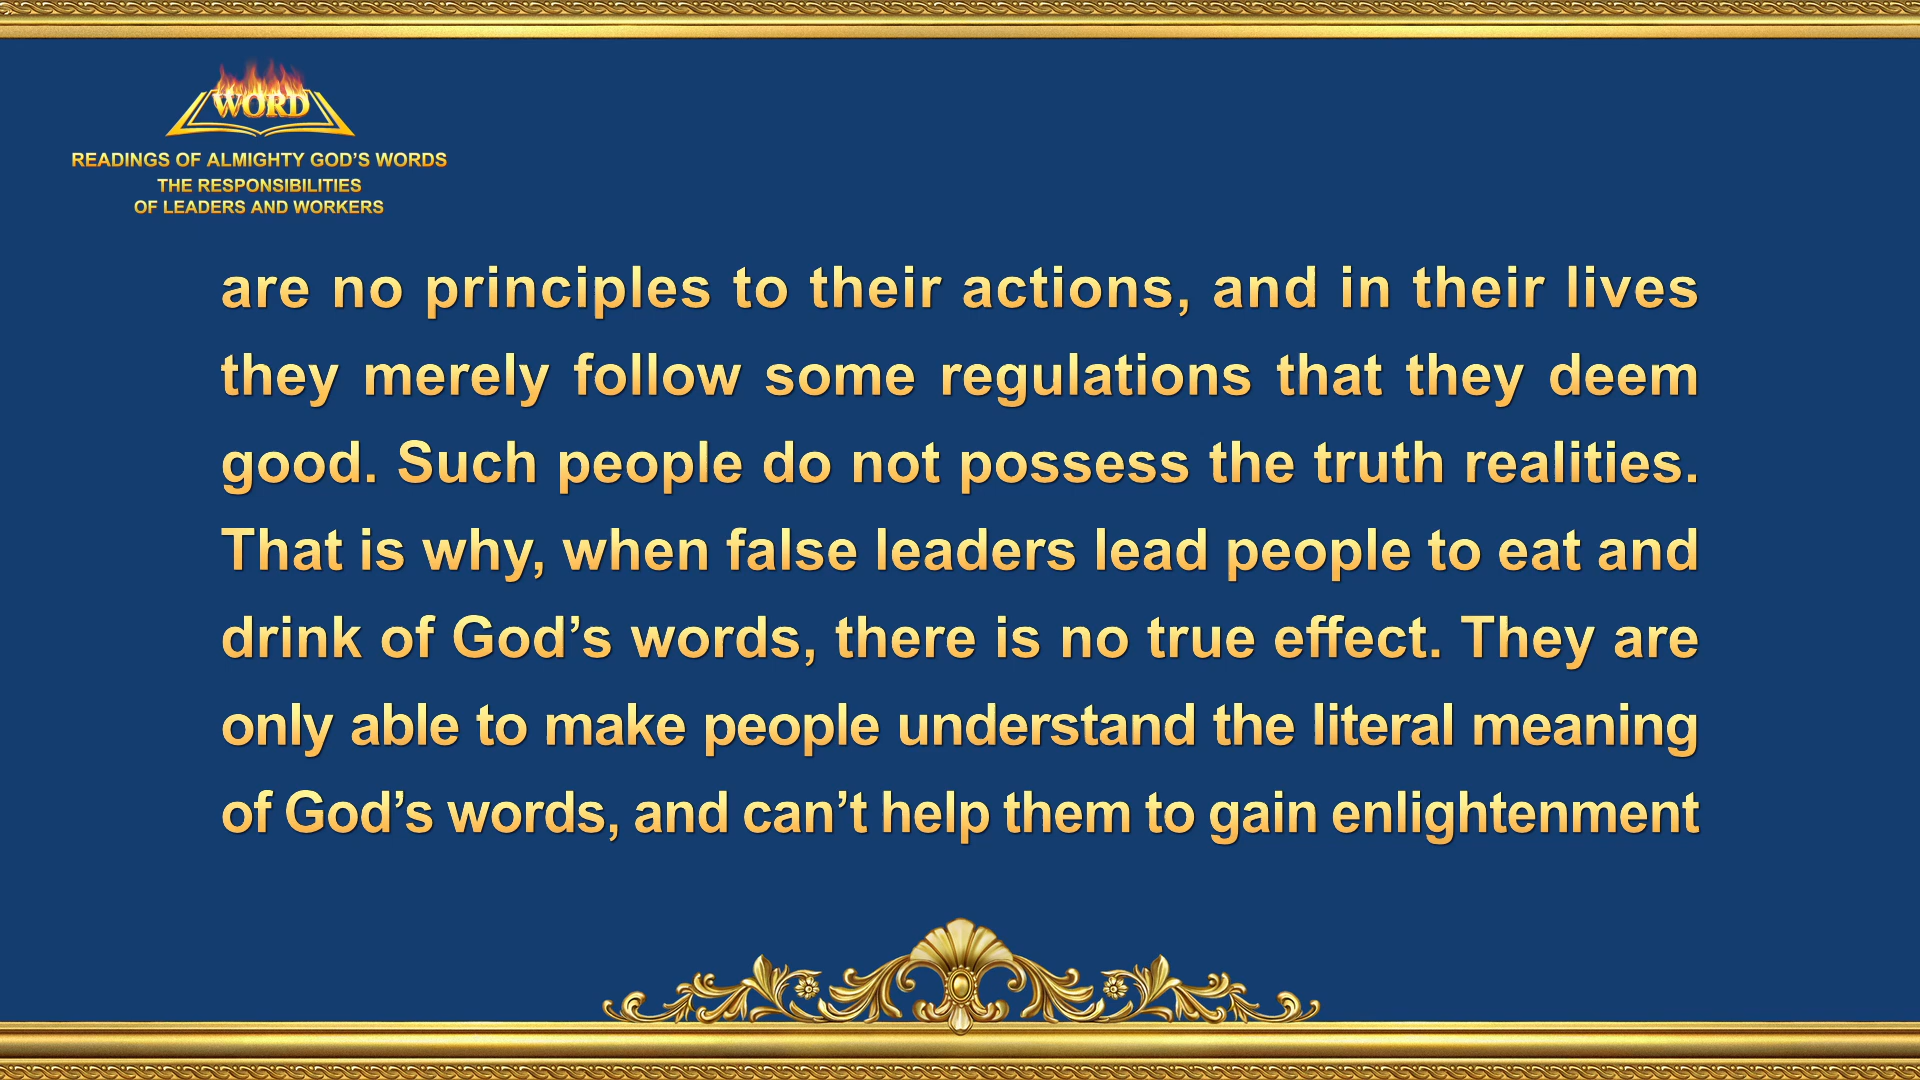 WORD
READINGS OF ALMIGHTY GOD’S WORDS
THE RESPONSIBILITIES
OF LEADERS AND WORKERS
are no principles to their actions, and in their lives
they merely follow some regulations that they deem
good. Such people do not possess the truth realities.
That is why, when false leaders lead people to eat and
drink of God’s words, there is no true effect. They are
only able to make people understand the literal meaning
of God’s words, and can’t help them to gain enlightenment